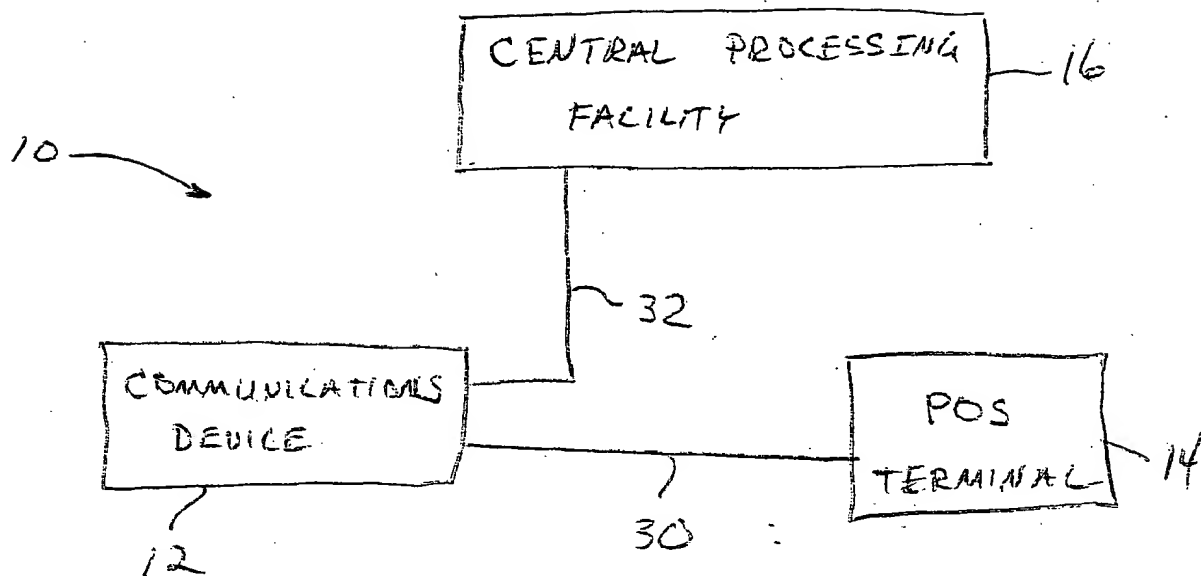 CENTRAL PROCESSING
FACILITY
16
10
32
COMMUNICATIONS
DEVICE
POS
TERMINAL
14
12
30